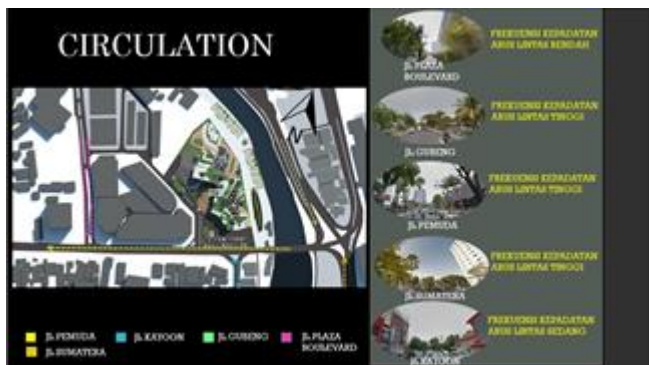 CIRCULATION
JL. PLAZA
BOULEVARD
FREKUENSI KEPADATAN
ARUS LINTAS RENDAH
JL. GUBENG
FREKUENSI KEPADATAN
ARUS LINTAS TINGGI
JL. PEMUDA
FREKUENSI KEPADATAN
ARUS LINTAS TINGGI
JL. SUMATERA
FREKUENSI KEPADATAN
ARUS LINTAS TINGGI
JL. KAYOON
FREKUENSI KEPADATAN
ARUS LINTAS SEDANG
JL. PEMUDA
JL. KAYOON
JL. GUBENG
JL. PLAZA
BOULEVARD
JL. SUMATERA